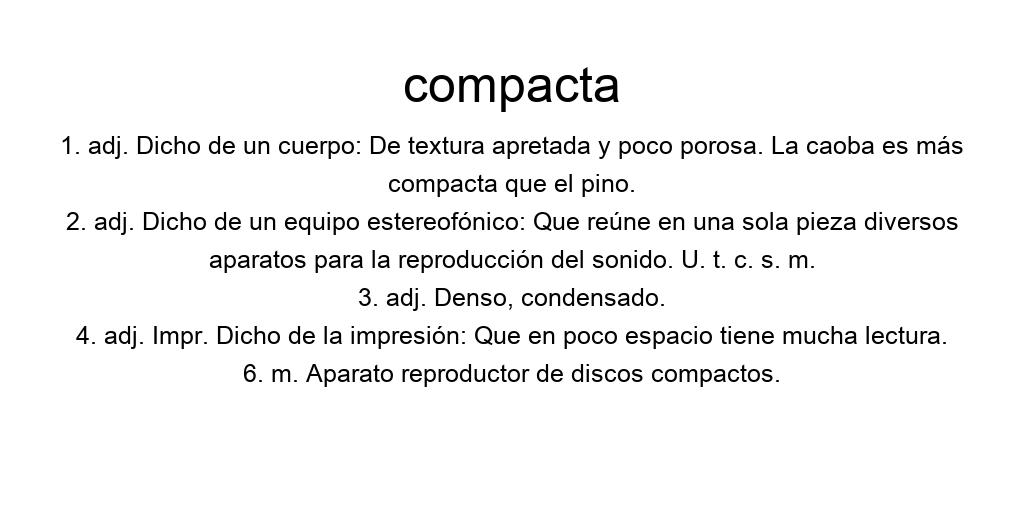 compacta
1. adj. Dicho de un cuerpo: De textura apretada y poco porosa. La caoba es más
compacta que el pino.
2. adj. Dicho de un equipo estereofónico: Que reúne en una sola pieza diversos
aparatos para la reproducción del sonido. U. t. c. s. m.
3. adj. Denso, condensado.
4. adj. Impr. Dicho de la impresión: Que en poco espacio tiene mucha lectura.
6. m. Aparato reproductor de discos compactos.